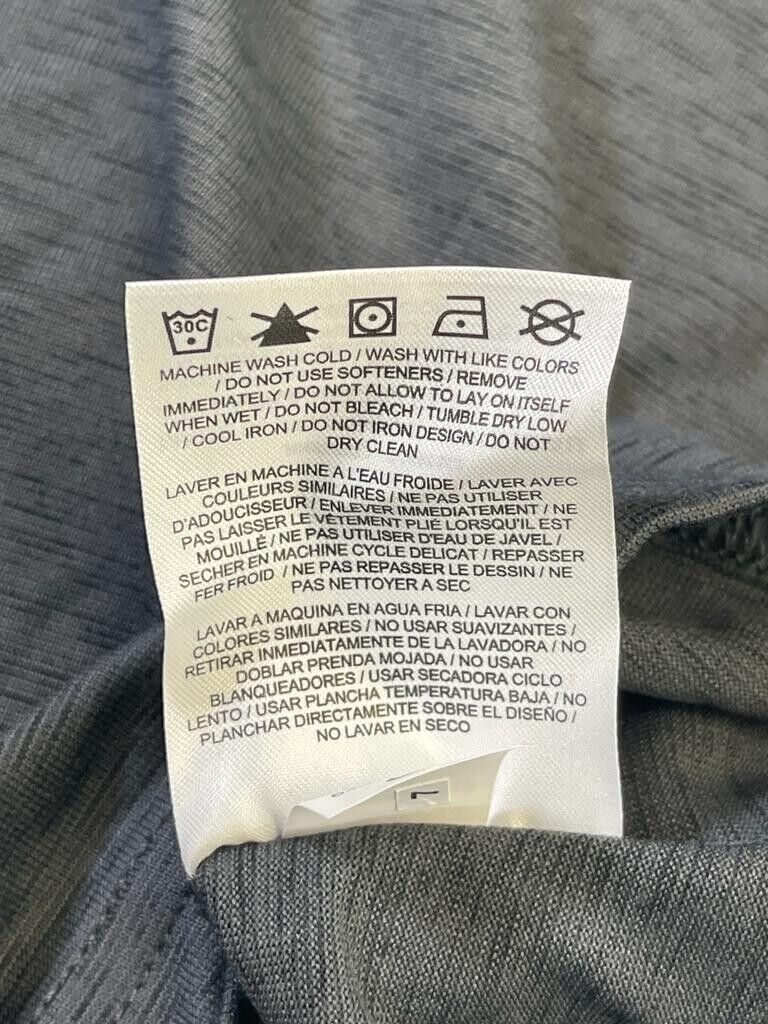 30C
MACHINE WASH COLD / WASH WITH LIKE COLORS
/ DO NOT USE SOFTENERS / REMOVE
IMMEDIATELY / DO NOT ALLOW TO LAY ON ITSELF
WHEN WET / DO NOT BLEACH / TUMBLE DRY LOW
/ COOL IRON / DO NOT IRON DESIGN / DO NOT
DRY CLEAN
LAVER EN MACHINE A L'EAU FROIDE / LAVER AVEC
COULEURS SIMILAIRES / NE PAS UTILISER
D'ADOUCISSEUR / ENLEVER IMMEDIATEMENT / NE
PAS LAISSER LE VÊTEMENT PLIÉ LORSQU'IL EST
MOUILLÉ / NE PAS UTILISER D'EAU DE JAVEL /
SECHER EN MACHINE CYCLE DELICAT / REPASSER
FER FROID / NE PAS REPASSER LE DESSIN / NE
PAS NETTOYER A SEC
LAVAR A MAQUINA EN AGUA FRIA / LAVAR CON
COLORES SIMILARES / NO USAR SUAVIZANTES /
RETIRAR INMEDIATAMENTE DE LA LAVADORA / NO
DOBLAR PRENDA MOJADA / NO USAR
BLANQUEADORES / USAR SECADORA CICLO
LENTO / USAR PLANCHA TEMPERATURA BAJA / NO
PLANCHAR DIRECTAMENTE SOBRE EL DISEÑO /
NO LAVAR EN SECO